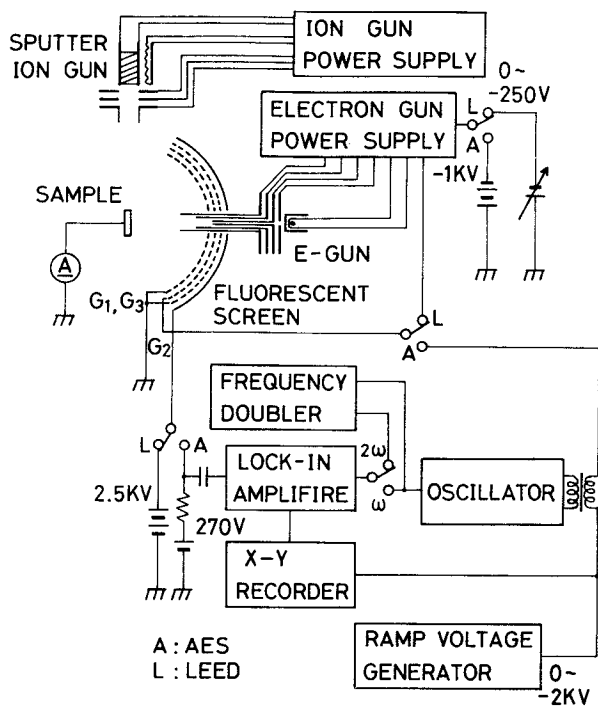 SPUTTER
ION GUN
ION GUN
POWER SUPPLY
0~
-250V
ELECTRON GUN
POWER SUPPLY
L
A
-1KV
SAMPLE
A
E-GUN
G1, G3
FLUORESCENT
SCREEN
G2
L
A
FREQUENCY
DOUBLER
L
A
2ω
ω
LOCK-IN
AMPLIFIRE
OSCILLATOR
2.5KV
270V
X-Y
RECORDER
A : AES
L : LEED
RAMP VOLTAGE
GENERATOR
0~
-2KV